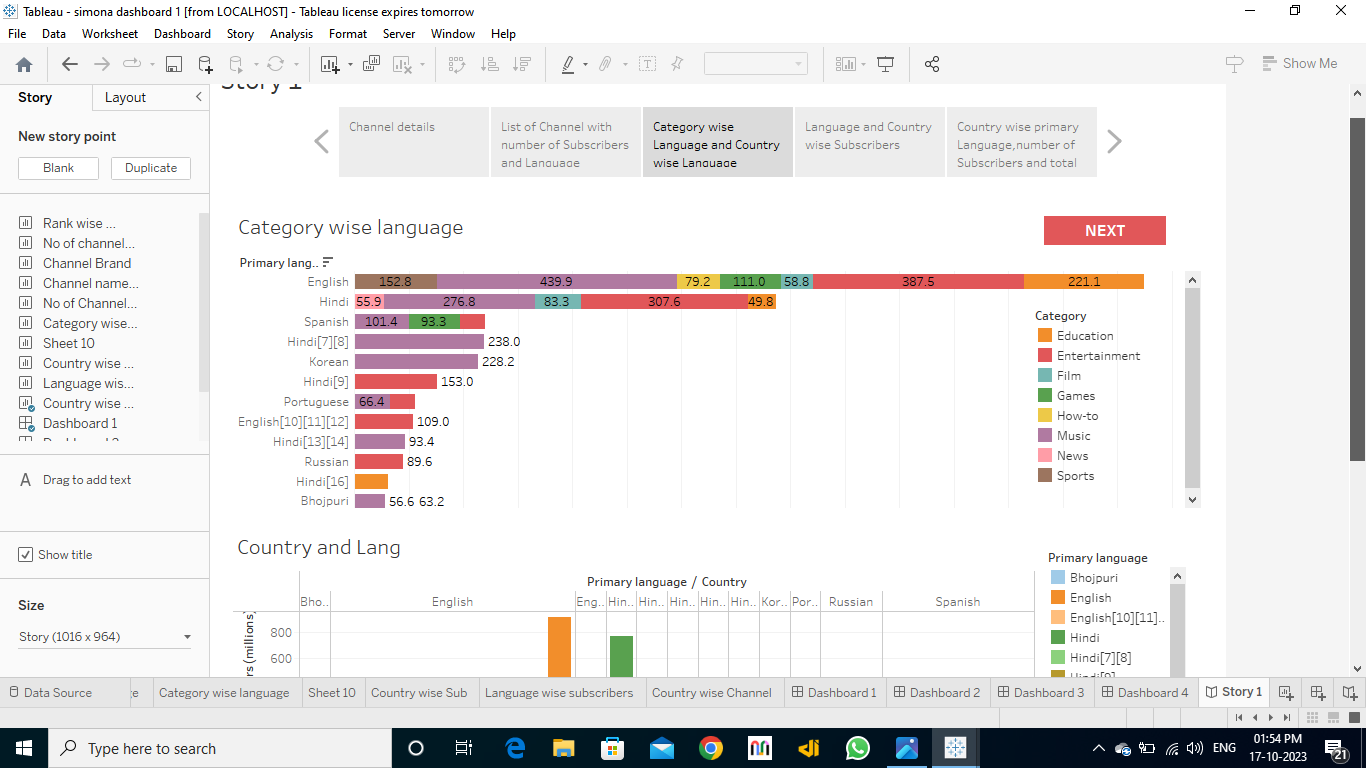 Tableau - simona dashboard 1 [from LOCALHOST] - Tableau license expires tomorrow
File Data Worksheet Dashboard Story Analysis Format Server Window Help
Show Me
Story Layout
Story 1
New story point
Blank Duplicate
Channel details
List of Channel with
number of Subscribers
and Language
Category wise
Language and Country
wise Language
Language and Country
wise Subscribers
Country wise primary
Language,number of
Subscribers and total
Rank wise ...
No of channel...
Channel Brand
Channel name...
No of Channel...
Category wise...
Sheet 10
Country wise ...
Language wis...
Country wise ...
Dashboard 1
A Drag to add text
Show title
Size
Story (1016 x 964)
Category wise language
NEXT
Primary lang..
English 152.8 439.9 79.2 111.0 58.8 387.5 221.1
Hindi 55.9 276.8 83.3 307.6 49.8
Spanish 101.4 93.3
Hindi[7][8] 238.0
Korean 228.2
Hindi[9] 153.0
Portuguese 66.4
English[10][11][12] 109.0
Hindi[13][14] 93.4
Russian 89.6
Hindi[16]
Bhojpuri 56.6 63.2
Category
Education
Entertainment
Film
Games
How-to
Music
News
Sports
Country and Lang
Primary language / Country
Bho.. English Eng.. Hin.. Hin.. Hin.. Hin.. Hin.. Kor.. Por.. Russian Spanish
800
600
rs (millions)
Primary language
Bhojpuri
English
English[10][11]..
Hindi
Hindi[7][8]
Hindi[9]
Data Source Category wise language Sheet 10 Country wise Sub Language wise subscribers Country wise Channel Dashboard 1 Dashboard 2 Dashboard 3 Dashboard 4 Story 1
Type here to search
ENG
01:54 PM
17-10-2023
21